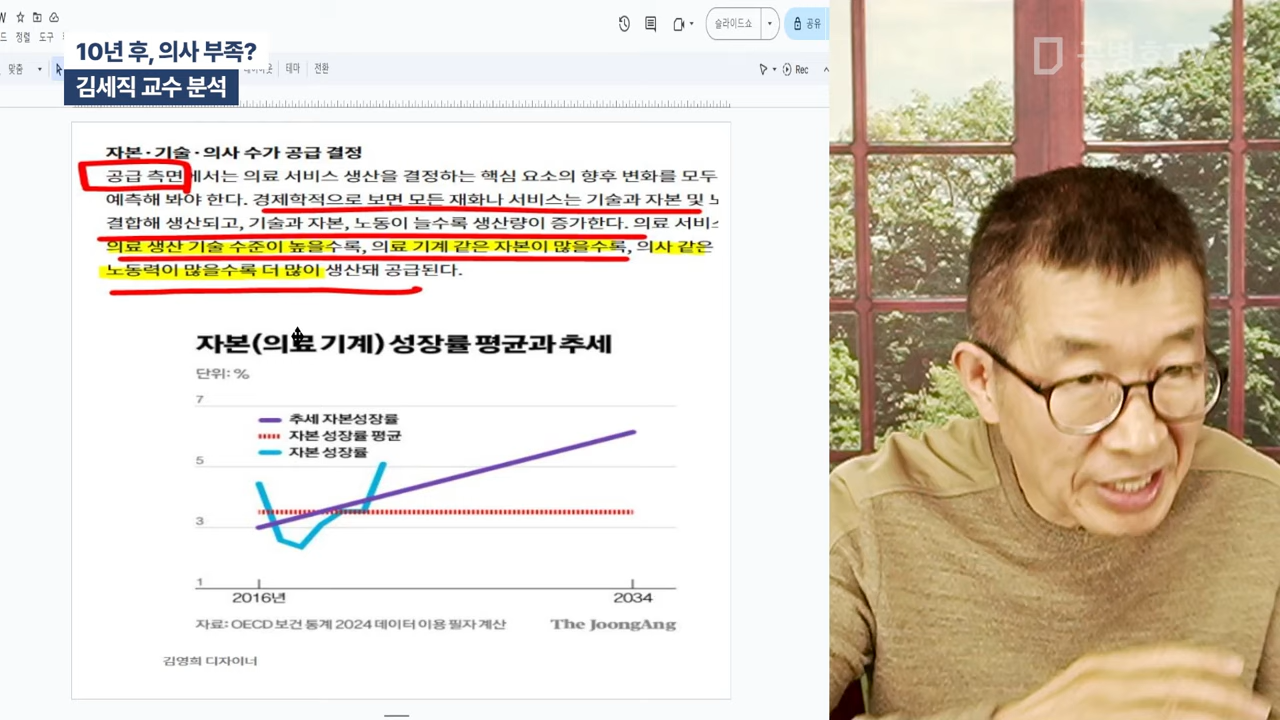 정렬 도구
슬라이드쇼
공유
10년 후, 의사 부족?
김세직 교수 분석
맞춤
테마
전환
Rec
공병호TV
자본·기술·의사 수가 공급 결정
공급 측면에서는 의료 서비스 생산을 결정하는 핵심 요소의 향후 변화를 모두
예측해 봐야 한다. 경제학적으로 보면 모든 재화나 서비스는 기술과 자본 및
결합해 생산되고, 기술과 자본, 노동이 늘수록 생산량이 증가한다. 의료 서비스
의료 생산 기술 수준이 높을수록, 의료 기계 같은 자본이 많을수록, 의사 같은
노동력이 많을수록 더 많이 생산돼 공급된다.
자본(의료 기계) 성장률 평균과 추세
단위: %
7
추세 자본성장률
자본 성장률 평균
자본 성장률
5
3
1
2016년
2034
자료: OECD 보건 통계 2024 데이터 이용 필자 계산
The JoongAng
김영희 디자이너